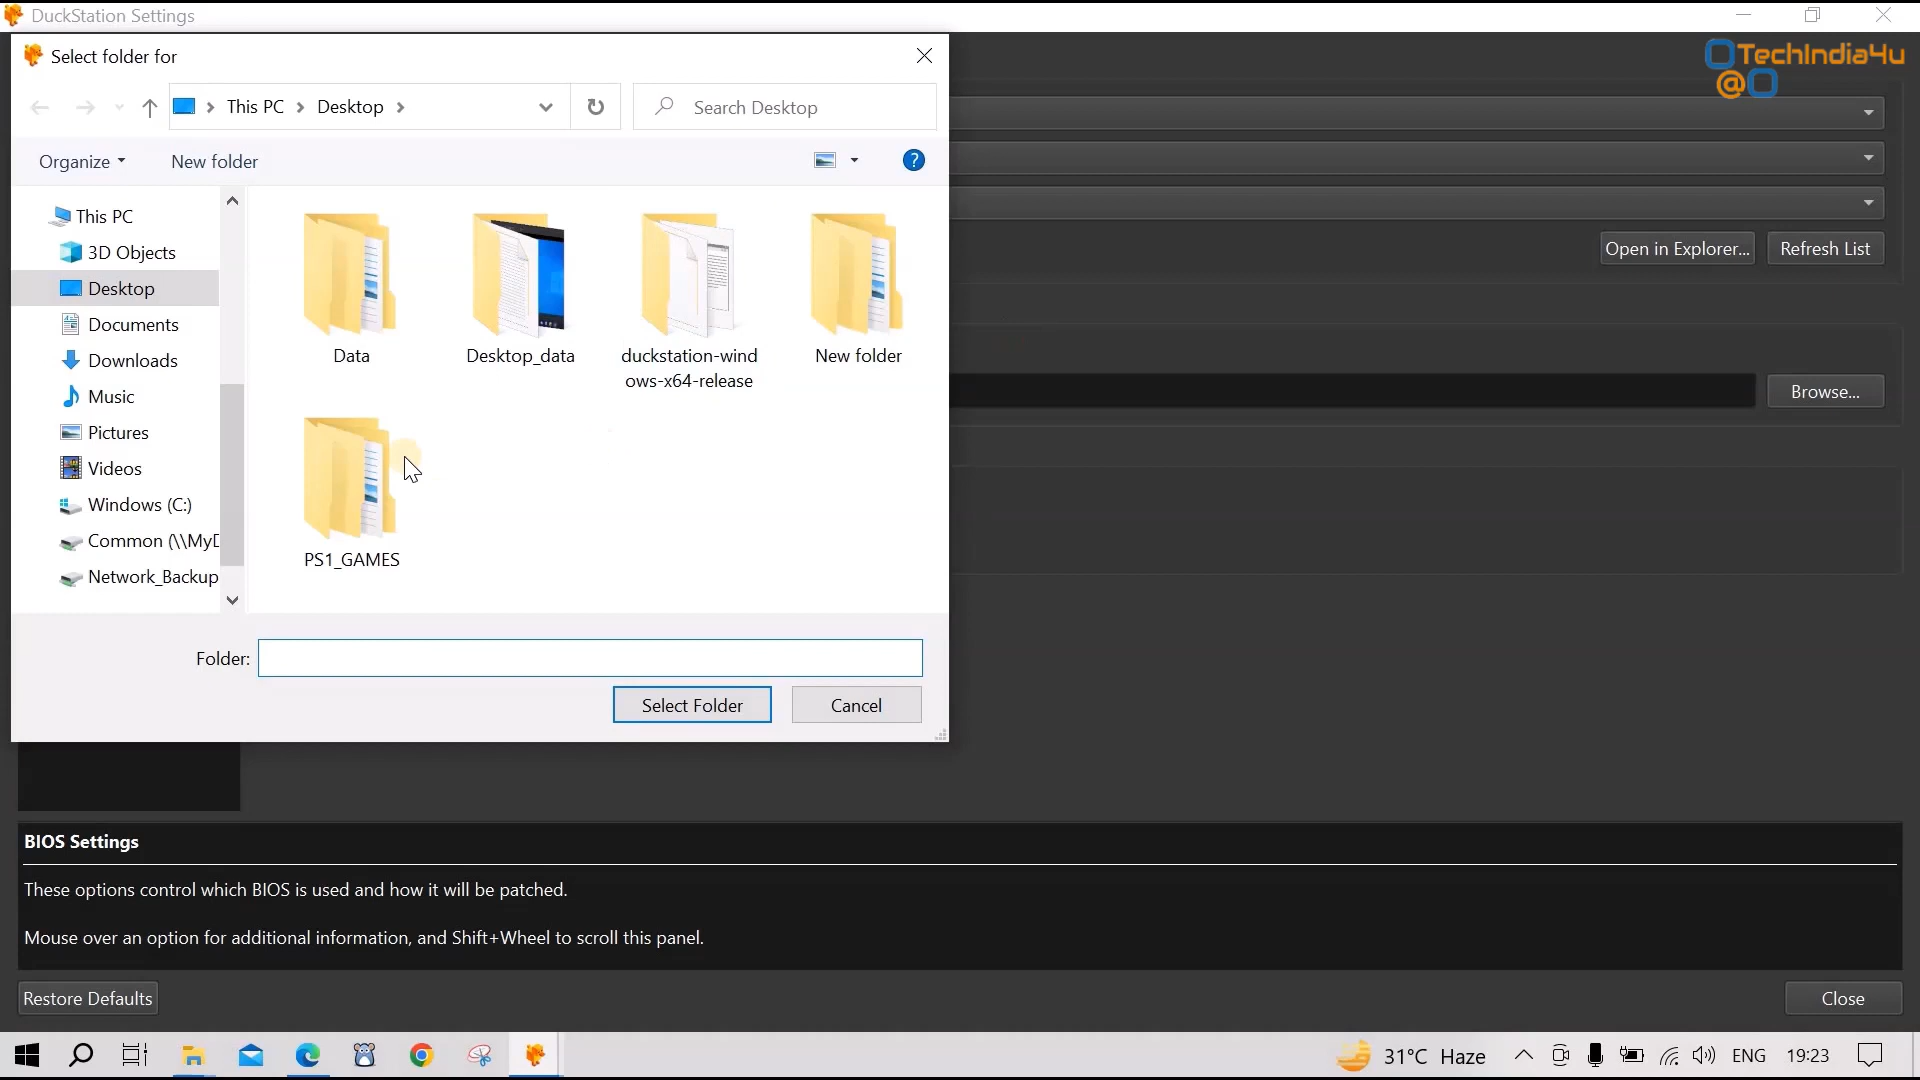 DuckStation Settings
TechIndia4u
@
Select folder for
This PC
Desktop
Search Desktop
Organize
New folder
?
This PC
3D Objects
Desktop
Documents
Downloads
Music
Pictures
Videos
Windows (C:)
Common (\\MyD
Network_Backup
Data
Desktop_data
duckstation-wind
ows-x64-release
New folder
PS1_GAMES
Folder:
Select Folder
Cancel
Open in Explorer...
Refresh List
Browse...
BIOS Settings
These options control which BIOS is used and how it will be patched.
Mouse over an option for additional information, and Shift+Wheel to scroll this panel.
Restore Defaults
Close
31°C Haze
ENG
19:23